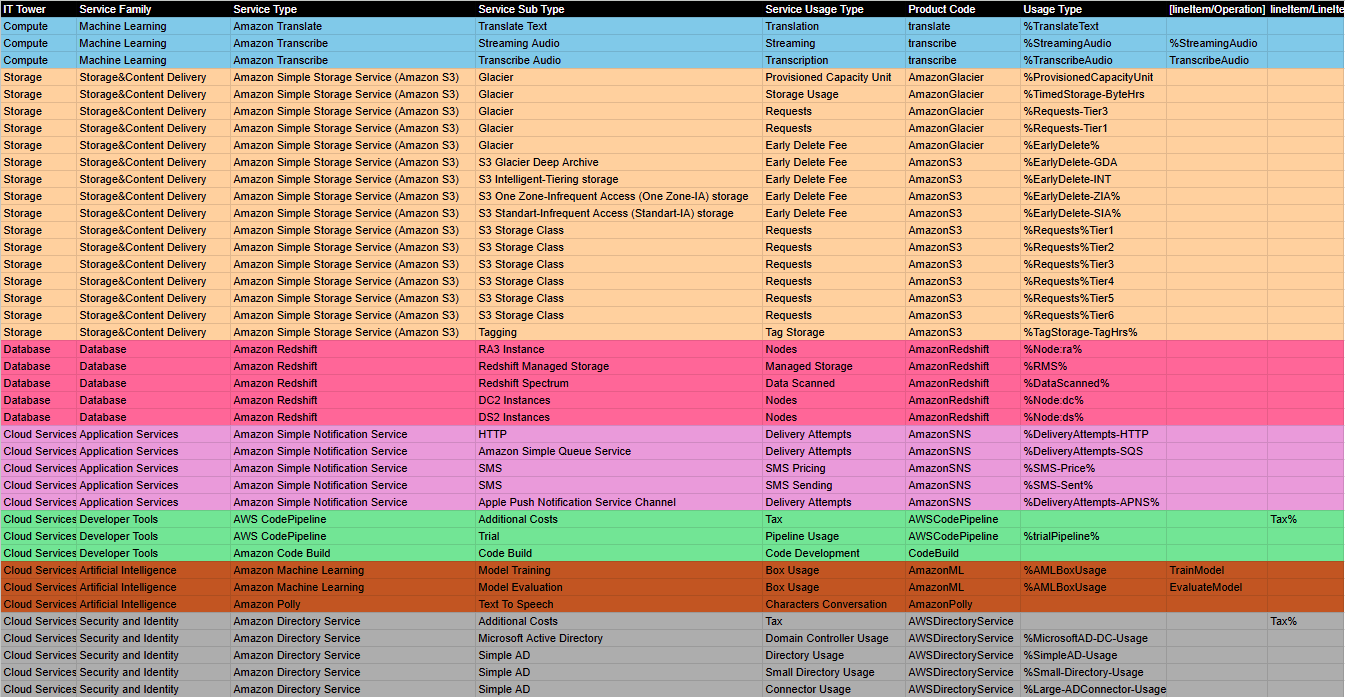 IT Tower Service Family Service Type Service Sub Type Service Usage Type Product Code Usage Type [lineItem/Operation] lineItem/LineIte
Compute Machine Learning Amazon Translate Translate Text Translation translate %TranslateText
Compute Machine Learning Amazon Transcribe Streaming Audio Streaming transcribe %StreamingAudio %StreamingAudio
Compute Machine Learning Amazon Transcribe Transcribe Audio Transcription transcribe %TranscribeAudio TranscribeAudio
Storage Storage&Content Delivery Amazon Simple Storage Service (Amazon S3) Glacier Provisioned Capacity Unit AmazonGlacier %ProvisionedCapacityUnit
Storage Storage&Content Delivery Amazon Simple Storage Service (Amazon S3) Glacier Storage Usage AmazonGlacier %TimedStorage-ByteHrs
Storage Storage&Content Delivery Amazon Simple Storage Service (Amazon S3) Glacier Requests AmazonGlacier %Requests-Tier3
Storage Storage&Content Delivery Amazon Simple Storage Service (Amazon S3) Glacier Requests AmazonGlacier %Requests-Tier1
Storage Storage&Content Delivery Amazon Simple Storage Service (Amazon S3) Glacier Early Delete Fee AmazonGlacier %EarlyDelete%
Storage Storage&Content Delivery Amazon Simple Storage Service (Amazon S3) S3 Glacier Deep Archive Early Delete Fee AmazonS3 %EarlyDelete-GDA
Storage Storage&Content Delivery Amazon Simple Storage Service (Amazon S3) S3 Intelligent-Tiering storage Early Delete Fee AmazonS3 %EarlyDelete-INT
Storage Storage&Content Delivery Amazon Simple Storage Service (Amazon S3) S3 One Zone-Infrequent Access (One Zone-IA) storage Early Delete Fee AmazonS3 %EarlyDelete-ZIA%
Storage Storage&Content Delivery Amazon Simple Storage Service (Amazon S3) S3 Standart-Infrequent Access (Standart-IA) storage Early Delete Fee AmazonS3 %EarlyDelete-SIA%
Storage Storage&Content Delivery Amazon Simple Storage Service (Amazon S3) S3 Storage Class Requests AmazonS3 %Requests%Tier1
Storage Storage&Content Delivery Amazon Simple Storage Service (Amazon S3) S3 Storage Class Requests AmazonS3 %Requests%Tier2
Storage Storage&Content Delivery Amazon Simple Storage Service (Amazon S3) S3 Storage Class Requests AmazonS3 %Requests%Tier3
Storage Storage&Content Delivery Amazon Simple Storage Service (Amazon S3) S3 Storage Class Requests AmazonS3 %Requests%Tier4
Storage Storage&Content Delivery Amazon Simple Storage Service (Amazon S3) S3 Storage Class Requests AmazonS3 %Requests%Tier5
Storage Storage&Content Delivery Amazon Simple Storage Service (Amazon S3) S3 Storage Class Requests AmazonS3 %Requests%Tier6
Storage Storage&Content Delivery Amazon Simple Storage Service (Amazon S3) Tagging Tag Storage AmazonS3 %TagStorage-TagHrs%
Database Database Amazon Redshift RA3 Instance Nodes AmazonRedshift %Node:ra%
Database Database Amazon Redshift Redshift Managed Storage Managed Storage AmazonRedshift %RMS%
Database Database Amazon Redshift Redshift Spectrum Data Scanned AmazonRedshift %DataScanned%
Database Database Amazon Redshift DC2 Instances Nodes AmazonRedshift %Node:dc%
Database Database Amazon Redshift DS2 Instances Nodes AmazonRedshift %Node:ds%
Cloud Services Application Services Amazon Simple Notification Service HTTP Delivery Attempts AmazonSNS %DeliveryAttempts-HTTP
Cloud Services Application Services Amazon Simple Notification Service Amazon Simple Queue Service Delivery Attempts AmazonSNS %DeliveryAttempts-SQS
Cloud Services Application Services Amazon Simple Notification Service SMS SMS Pricing AmazonSNS %SMS-Price%
Cloud Services Application Services Amazon Simple Notification Service SMS SMS Sending AmazonSNS %SMS-Sent%
Cloud Services Application Services Amazon Simple Notification Service Apple Push Notification Service Channel Delivery Attempts AmazonSNS %DeliveryAttempts-APNS%
Cloud Services Developer Tools AWS CodePipeline Additional Costs Tax AWSCodePipeline Tax%
Cloud Services Developer Tools AWS CodePipeline Trial Pipeline Usage AWSCodePipeline %trialPipeline%
Cloud Services Developer Tools Amazon Code Build Code Build Code Development CodeBuild
Cloud Services Artificial Intelligence Amazon Machine Learning Model Training Box Usage AmazonML %AMLBoxUsage TrainModel
Cloud Services Artificial Intelligence Amazon Machine Learning Model Evaluation Box Usage AmazonML %AMLBoxUsage EvaluateModel
Cloud Services Artificial Intelligence Amazon Polly Text To Speech Characters Conversation AmazonPolly
Cloud Services Security and Identity Amazon Directory Service Additional Costs Tax AWSDirectoryService Tax%
Cloud Services Security and Identity Amazon Directory Service Microsoft Active Directory Domain Controller Usage AWSDirectoryService %MicrosoftAD-DC-Usage
Cloud Services Security and Identity Amazon Directory Service Simple AD Directory Usage AWSDirectoryService %SimpleAD-Usage
Cloud Services Security and Identity Amazon Directory Service Simple AD Small Directory Usage AWSDirectoryService %Small-Directory-Usage
Cloud Services Security and Identity Amazon Directory Service Simple AD Connector Usage AWSDirectoryService %Large-ADConnector-Usage